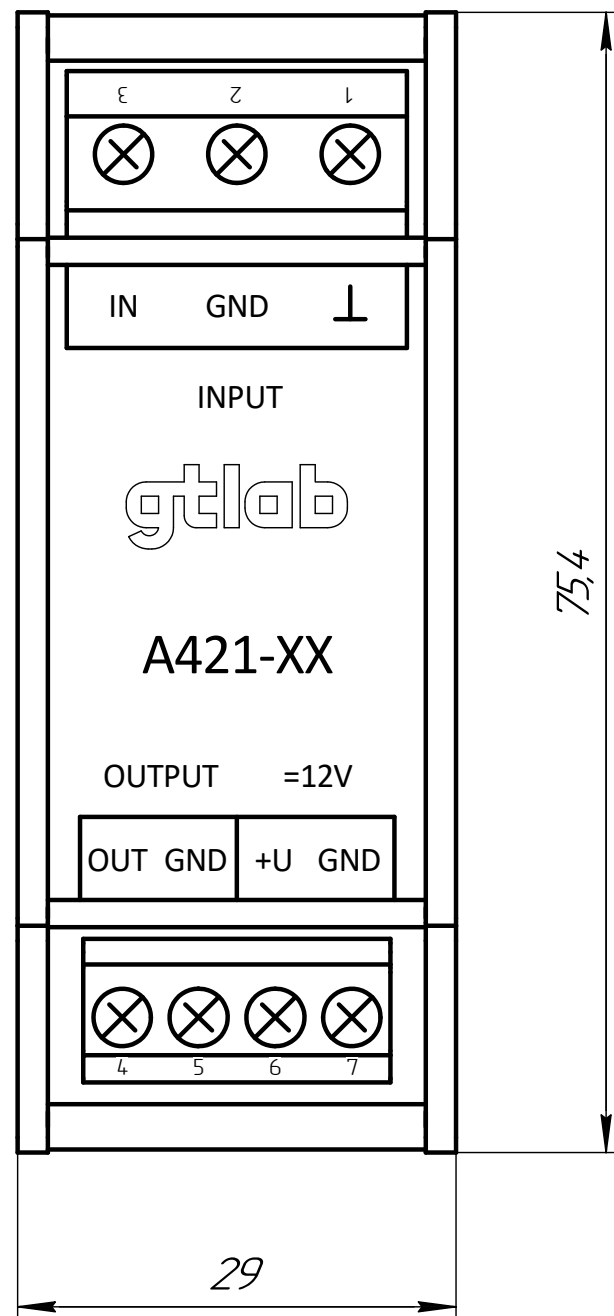 3 2 1
IN GND ⊥
INPUT
gtlab
A421-XX
OUTPUT =12V
OUT GND +U GND
4 5 6 7
75,4
29